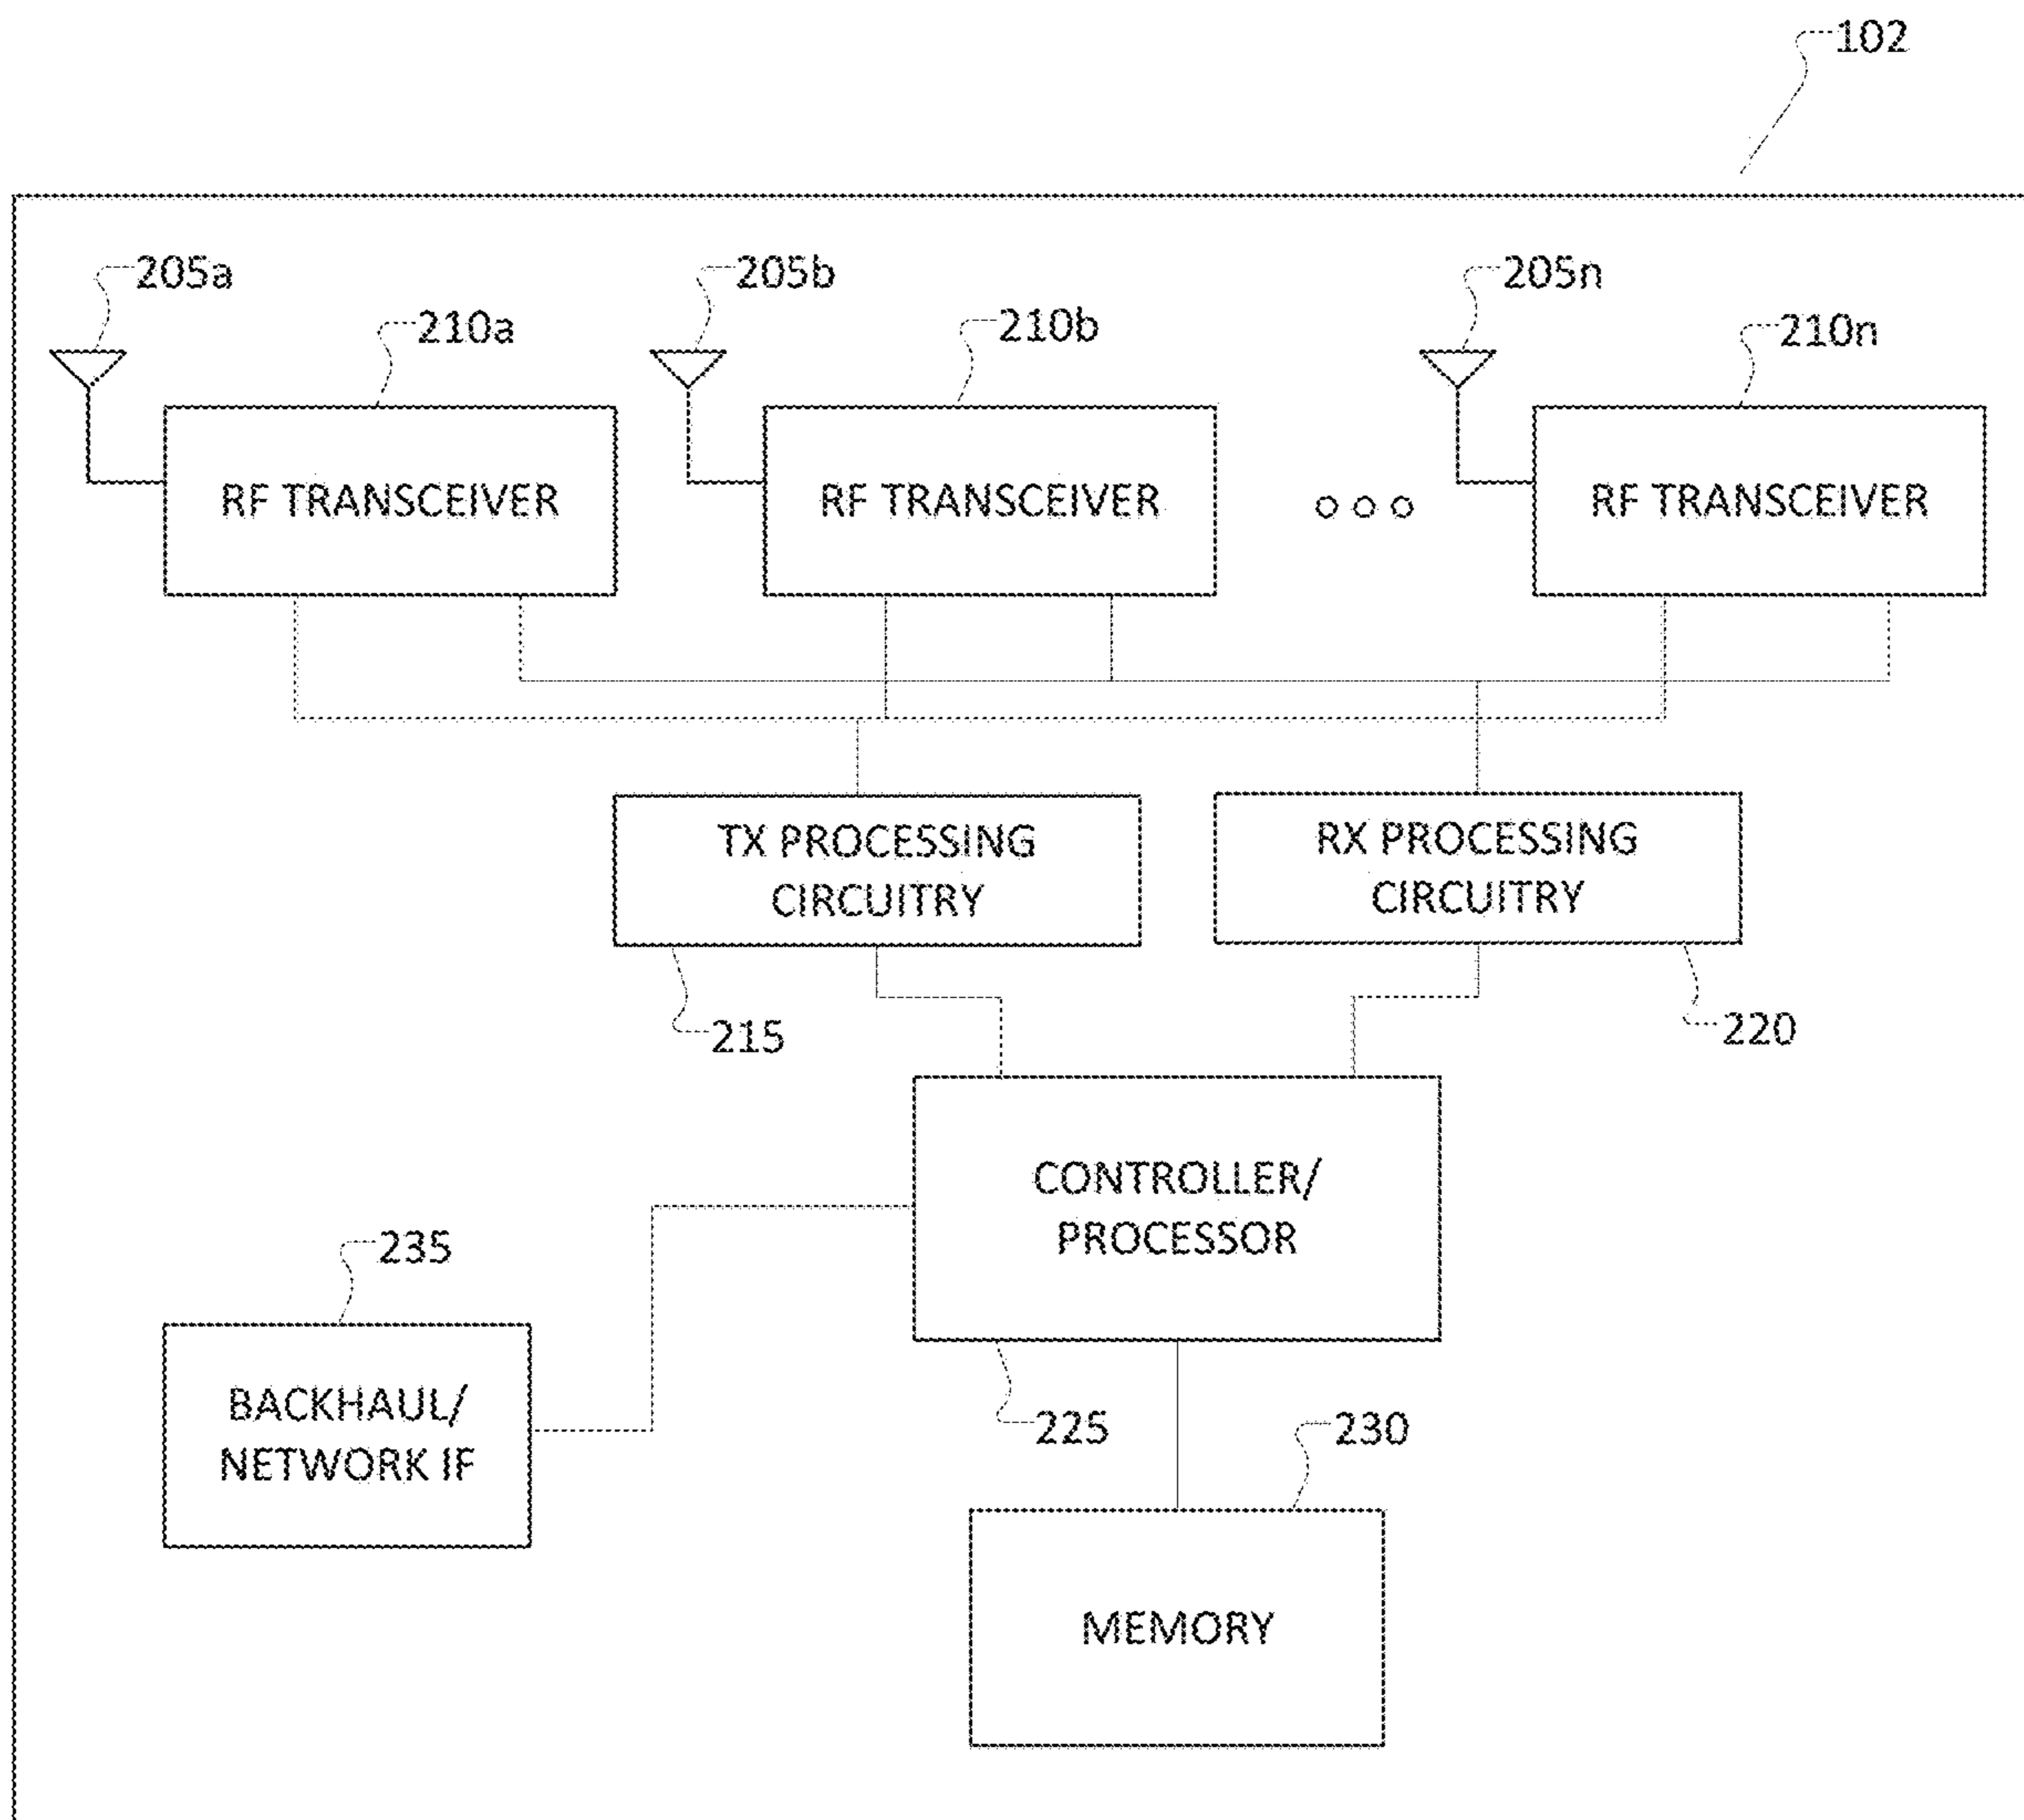 102
205a
205b
205n
210a
210b
210n
RF TRANSCEIVER
RF TRANSCEIVER
RF TRANSCEIVER
TX PROCESSING
CIRCUITRY
RX PROCESSING
CIRCUITRY
215
220
CONTROLLER/
PROCESSOR
235
BACKHAUL/
NETWORK IF
225
230
MEMORY